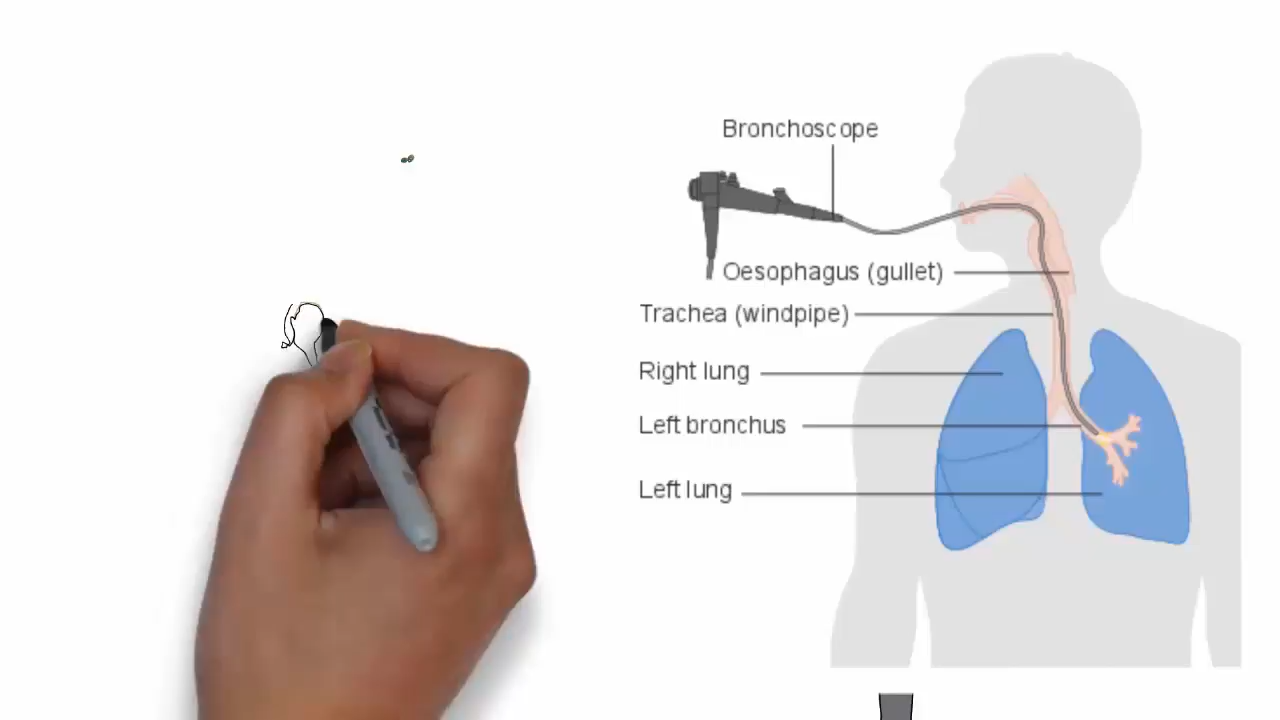 Bronchoscope
Oesophagus (gullet)
Trachea (windpipe)
Right lung
Left bronchus
Left lung